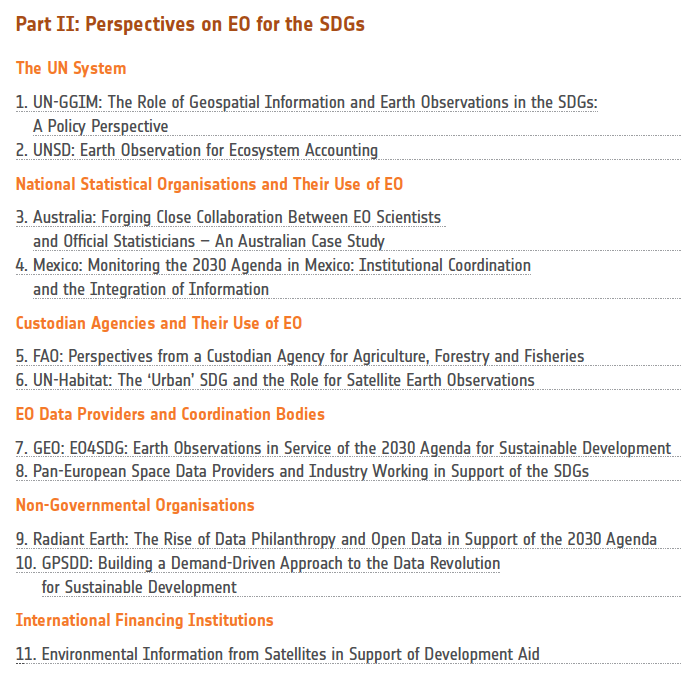 Part II: Perspectives on EO for the SDGs
The UN System
1. UN-GGIM: The Role of Geospatial Information and Earth Observations in the SDGs:
A Policy Perspective
2. UNSD: Earth Observation for Ecosystem Accounting
National Statistical Organisations and Their Use of EO
3. Australia: Forging Close Collaboration Between EO Scientists
and Official Statisticians – An Australian Case Study
4. Mexico: Monitoring the 2030 Agenda in Mexico: Institutional Coordination
and the Integration of Information
Custodian Agencies and Their Use of EO
5. FAO: Perspectives from a Custodian Agency for Agriculture, Forestry and Fisheries
6. UN-Habitat: The ‘Urban’ SDG and the Role for Satellite Earth Observations
EO Data Providers and Coordination Bodies
7. GEO: EO4SDG: Earth Observations in Service of the 2030 Agenda for Sustainable Development
8. Pan-European Space Data Providers and Industry Working in Support of the SDGs
Non-Governmental Organisations
9. Radiant Earth: The Rise of Data Philanthropy and Open Data in Support of the 2030 Agenda
10. GPSDD: Building a Demand-Driven Approach to the Data Revolution
for Sustainable Development
International Financing Institutions
11. Environmental Information from Satellites in Support of Development Aid